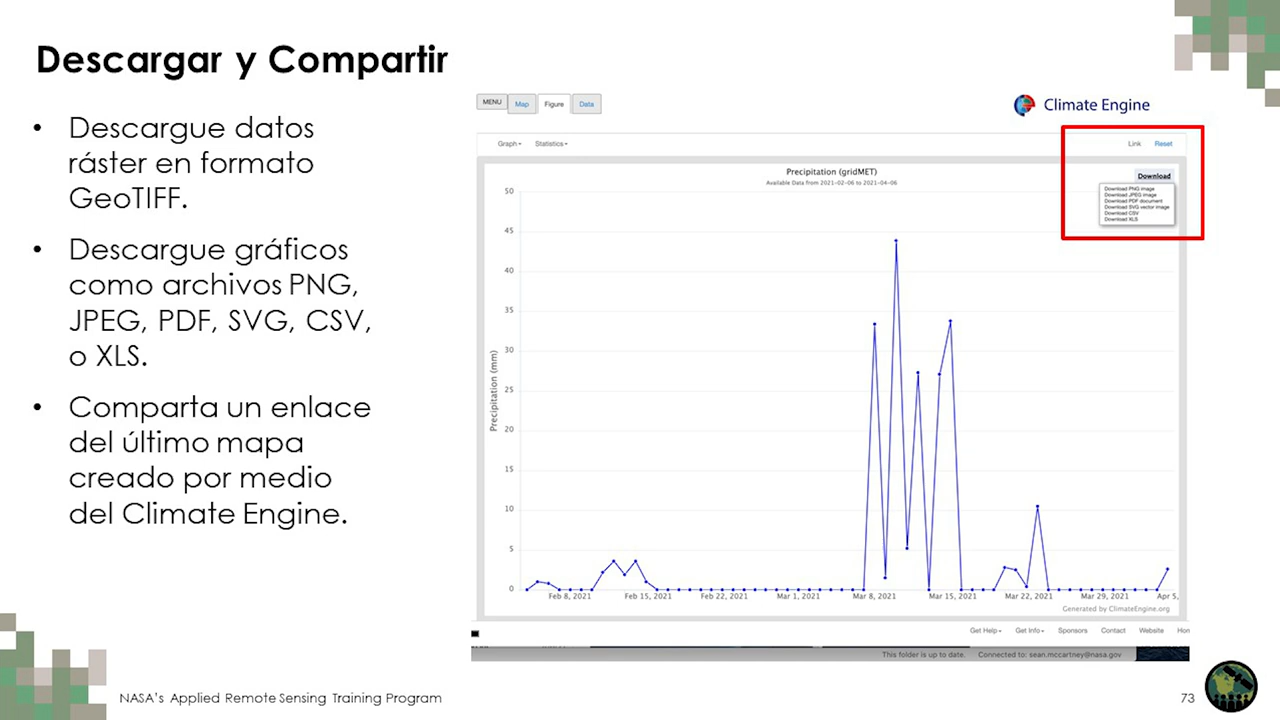 Descargar y Compartir
• Descargue datos
ráster en formato
GeoTIFF.
• Descargue gráficos
como archivos PNG,
JPEG, PDF, SVG, CSV,
o XLS.
• Comparta un enlace
del último mapa
creado por medio
del Climate Engine.
MENU Map Figure Data
Climate Engine
Graph Statistics
Link Reset
Precipitation (gridMET)
Available Data from 2021-02-06 to 2021-04-06
Download
Download PNG image
Download JPEG image
Download PDF document
Download SVG vector image
Download CSV
Download XLS
Precipitation (mm)
50
45
40
35
30
25
20
15
10
5
0
Feb 8, 2021 Feb 15, 2021 Feb 22, 2021 Mar 1, 2021 Mar 8, 2021 Mar 15, 2021 Mar 22, 2021 Mar 29, 2021 Apr 5,
Generated by ClimateEngine.org
Get Help Get Info Sponsors Contact Website Hon
This folder is up to date. Connected to: sean.mccartney@nasa.gov
NASA's Applied Remote Sensing Training Program
73